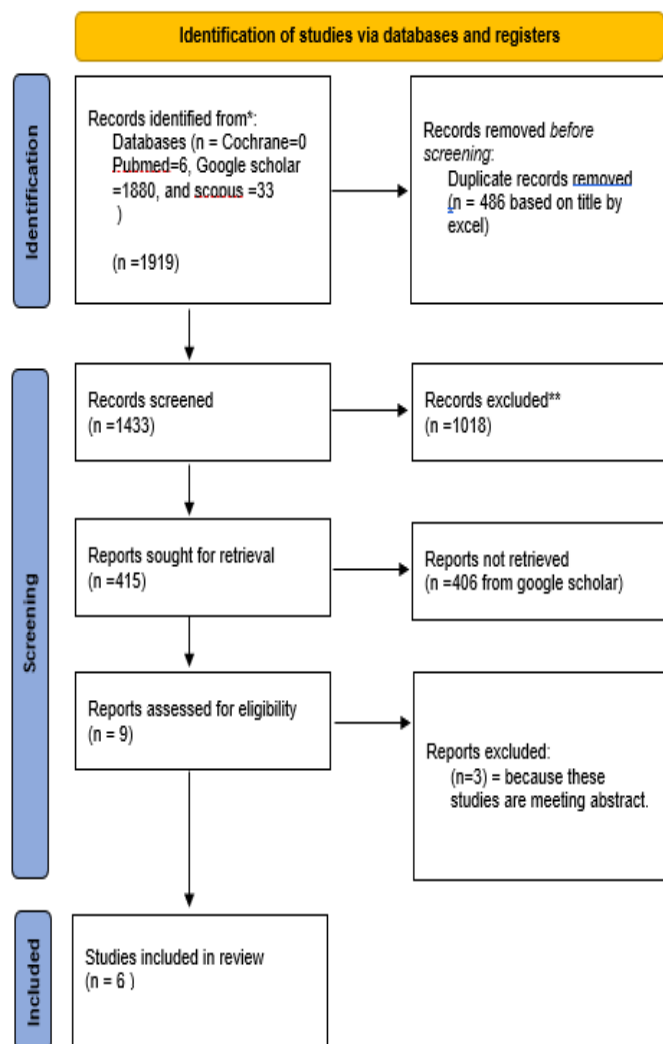 Identification of studies via databases and registers
Identification
Records identified from*:
Databases (n = Cochrane=0
Pubmed=6, Google scholar
=1880, and scopus =33
)
(n =1919)
Records removed before
screening:
Duplicate records removed
(n = 486 based on title by
excel)
Screening
Records screened
(n =1433)
Records excluded**
(n =1018)
Reports sought for retrieval
(n =415)
Reports not retrieved
(n =406 from google scholar)
Reports assessed for eligibility
(n = 9)
Reports excluded:
(n=3) = because these
studies are meeting abstract.
Included
Studies included in review
(n = 6 )